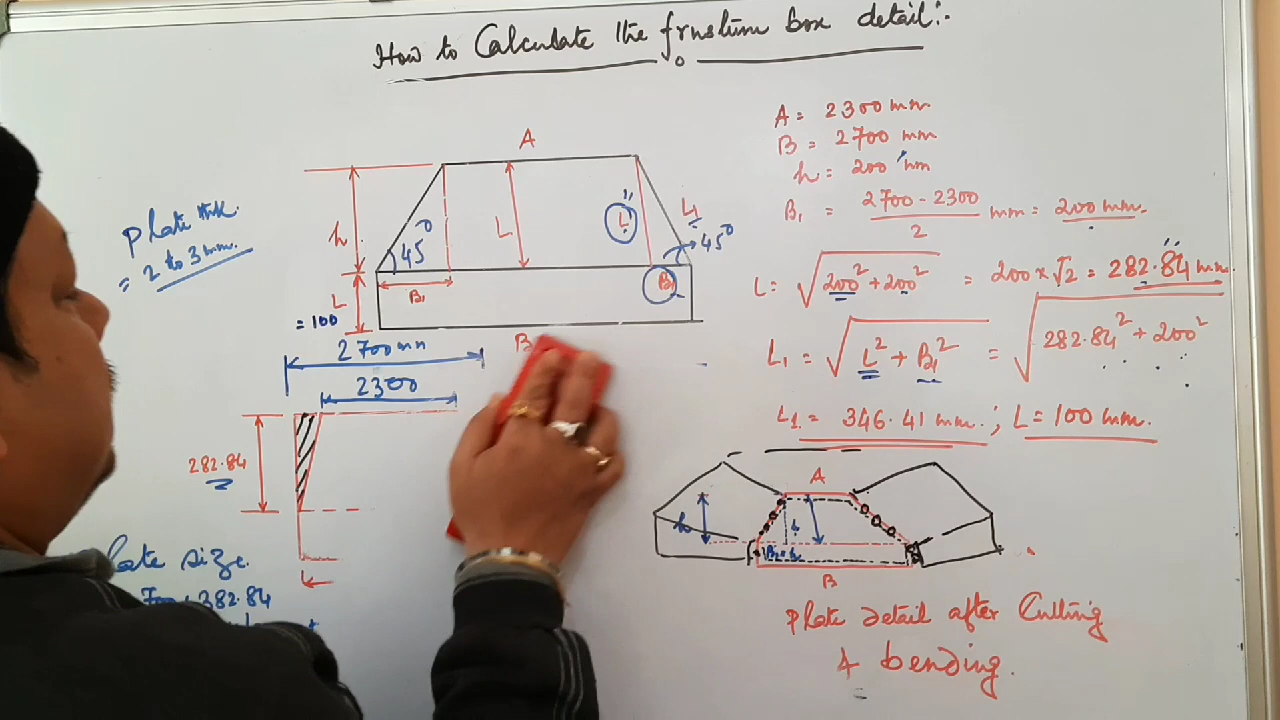 How to Calculate the frustum box detail:-
A = 2300 mm
B = 2700 mm
h = 200 mm
B1 = 2700 - 2300 / 2 mm = 200 mm.
L = √200² + 200² = 200 × √2 = 282.84 mm.
L1 = √L² + B1² = √282.84² + 200²
L1 = 346.41 mm. ; L = 100 mm.
Plate thk.
= 2 to 3 mm.
A
h
45°
L
L
L1
45°
B1
B1
L
= 100
B
2700 mm
2300
282.84
late size.
382.84
A
h
h
B
Plate Detail after Cutting
& bending.